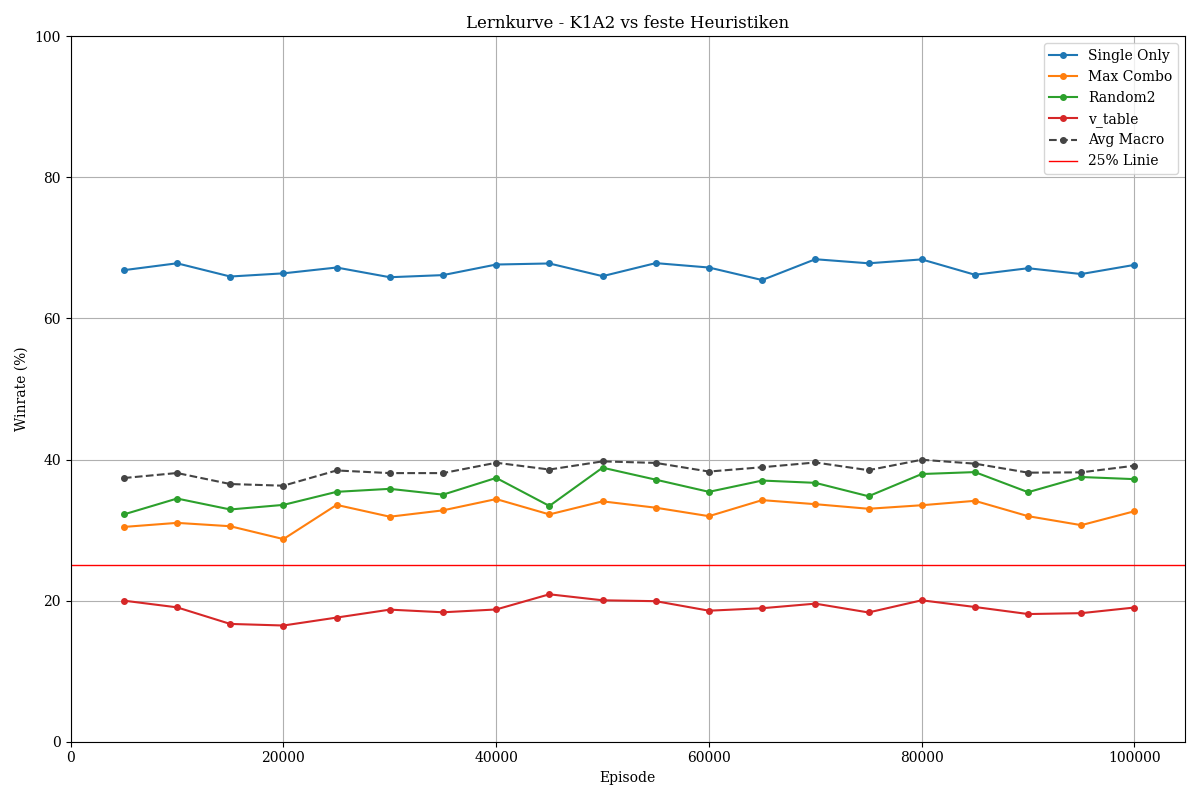 Lernkurve - K1A2 vs feste Heuristiken
100
80
60
40
20
0
Winrate (%)
Single Only
Max Combo
Random2
v_table
Avg Macro
25% Linie
0
20000
40000
60000
80000
100000
Episode